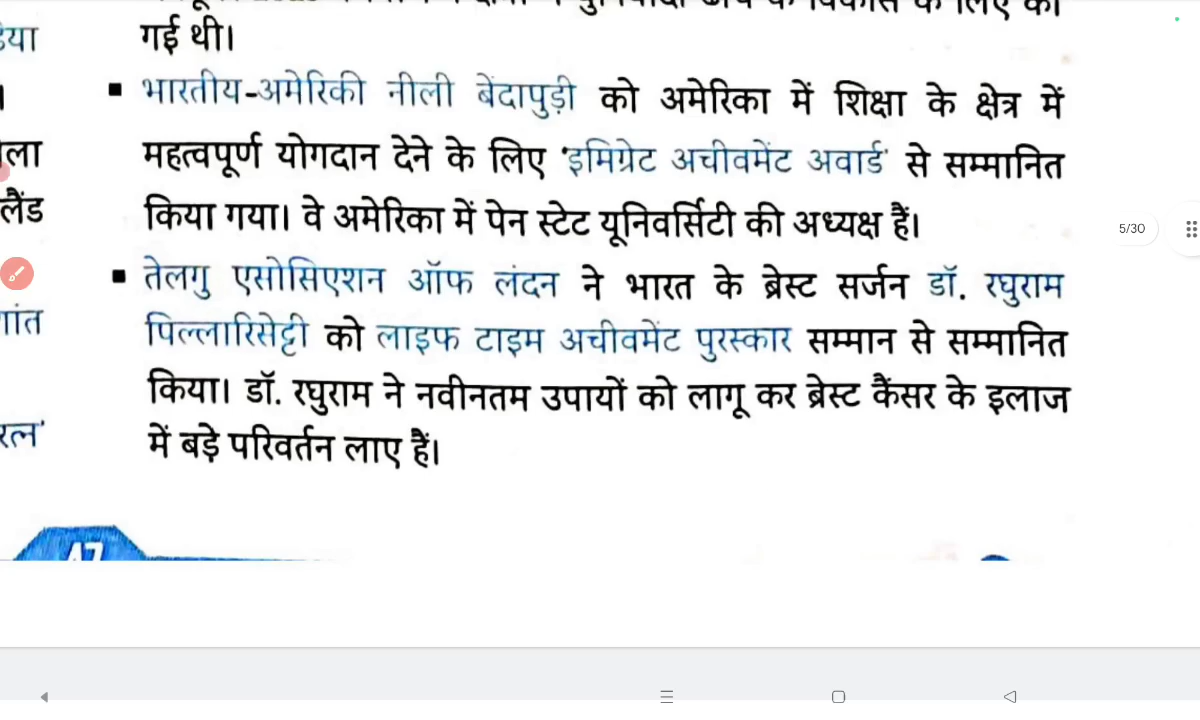 के विकास के लिए की
गई थी।
▪ भारतीय-अमेरिकी नीली बेंदापुड़ी को अमेरिका में शिक्षा के क्षेत्र में
महत्वपूर्ण योगदान देने के लिए 'इमिग्रेट अचीवमेंट अवार्ड' से सम्मानित
किया गया। वे अमेरिका में पेन स्टेट यूनिवर्सिटी की अध्यक्ष हैं।
▪ तेलगु एसोसिएशन ऑफ लंदन ने भारत के ब्रेस्ट सर्जन डॉ. रघुराम
पिल्लारिसेट्टी को लाइफ टाइम अचीवमेंट पुरस्कार सम्मान से सम्मानित
किया। डॉ. रघुराम ने नवीनतम उपायों को लागू कर ब्रेस्ट कैंसर के इलाज
में बड़े परिवर्तन लाए हैं।
5/30
47